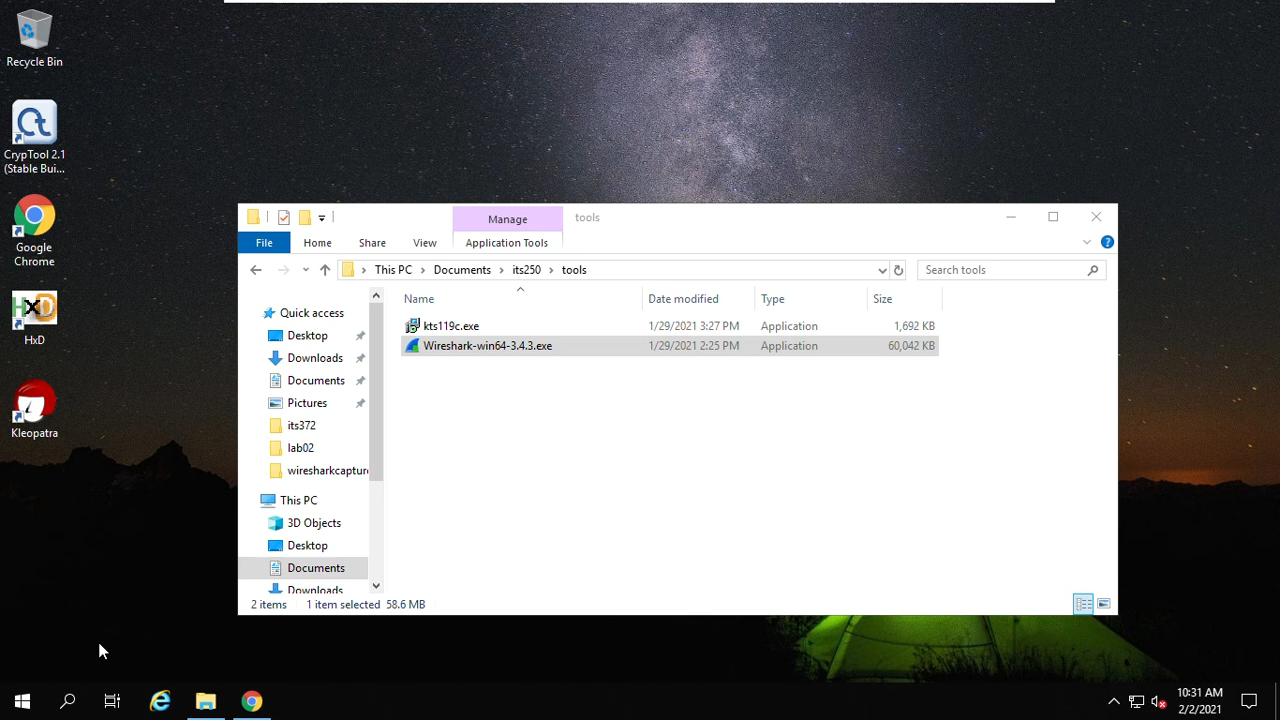 Recycle Bin
CrypTool 2.1
(Stable Bui...
Google
Chrome
HxD
Kleopatra
Manage
tools
File
Home
Share
View
Application Tools
This PC
Documents
its250
tools
Search tools
Name
Date modified
Type
Size
kts119c.exe
1/29/2021 3:27 PM
Application
1,692 KB
Wireshark-win64-3.4.3.exe
1/29/2021 2:25 PM
Application
60,042 KB
Quick access
Desktop
Downloads
Documents
Pictures
its372
lab02
wiresharkcapture
This PC
3D Objects
Desktop
Documents
Downloads
2 items
1 item selected 58.6 MB
10:31 AM
2/2/2021